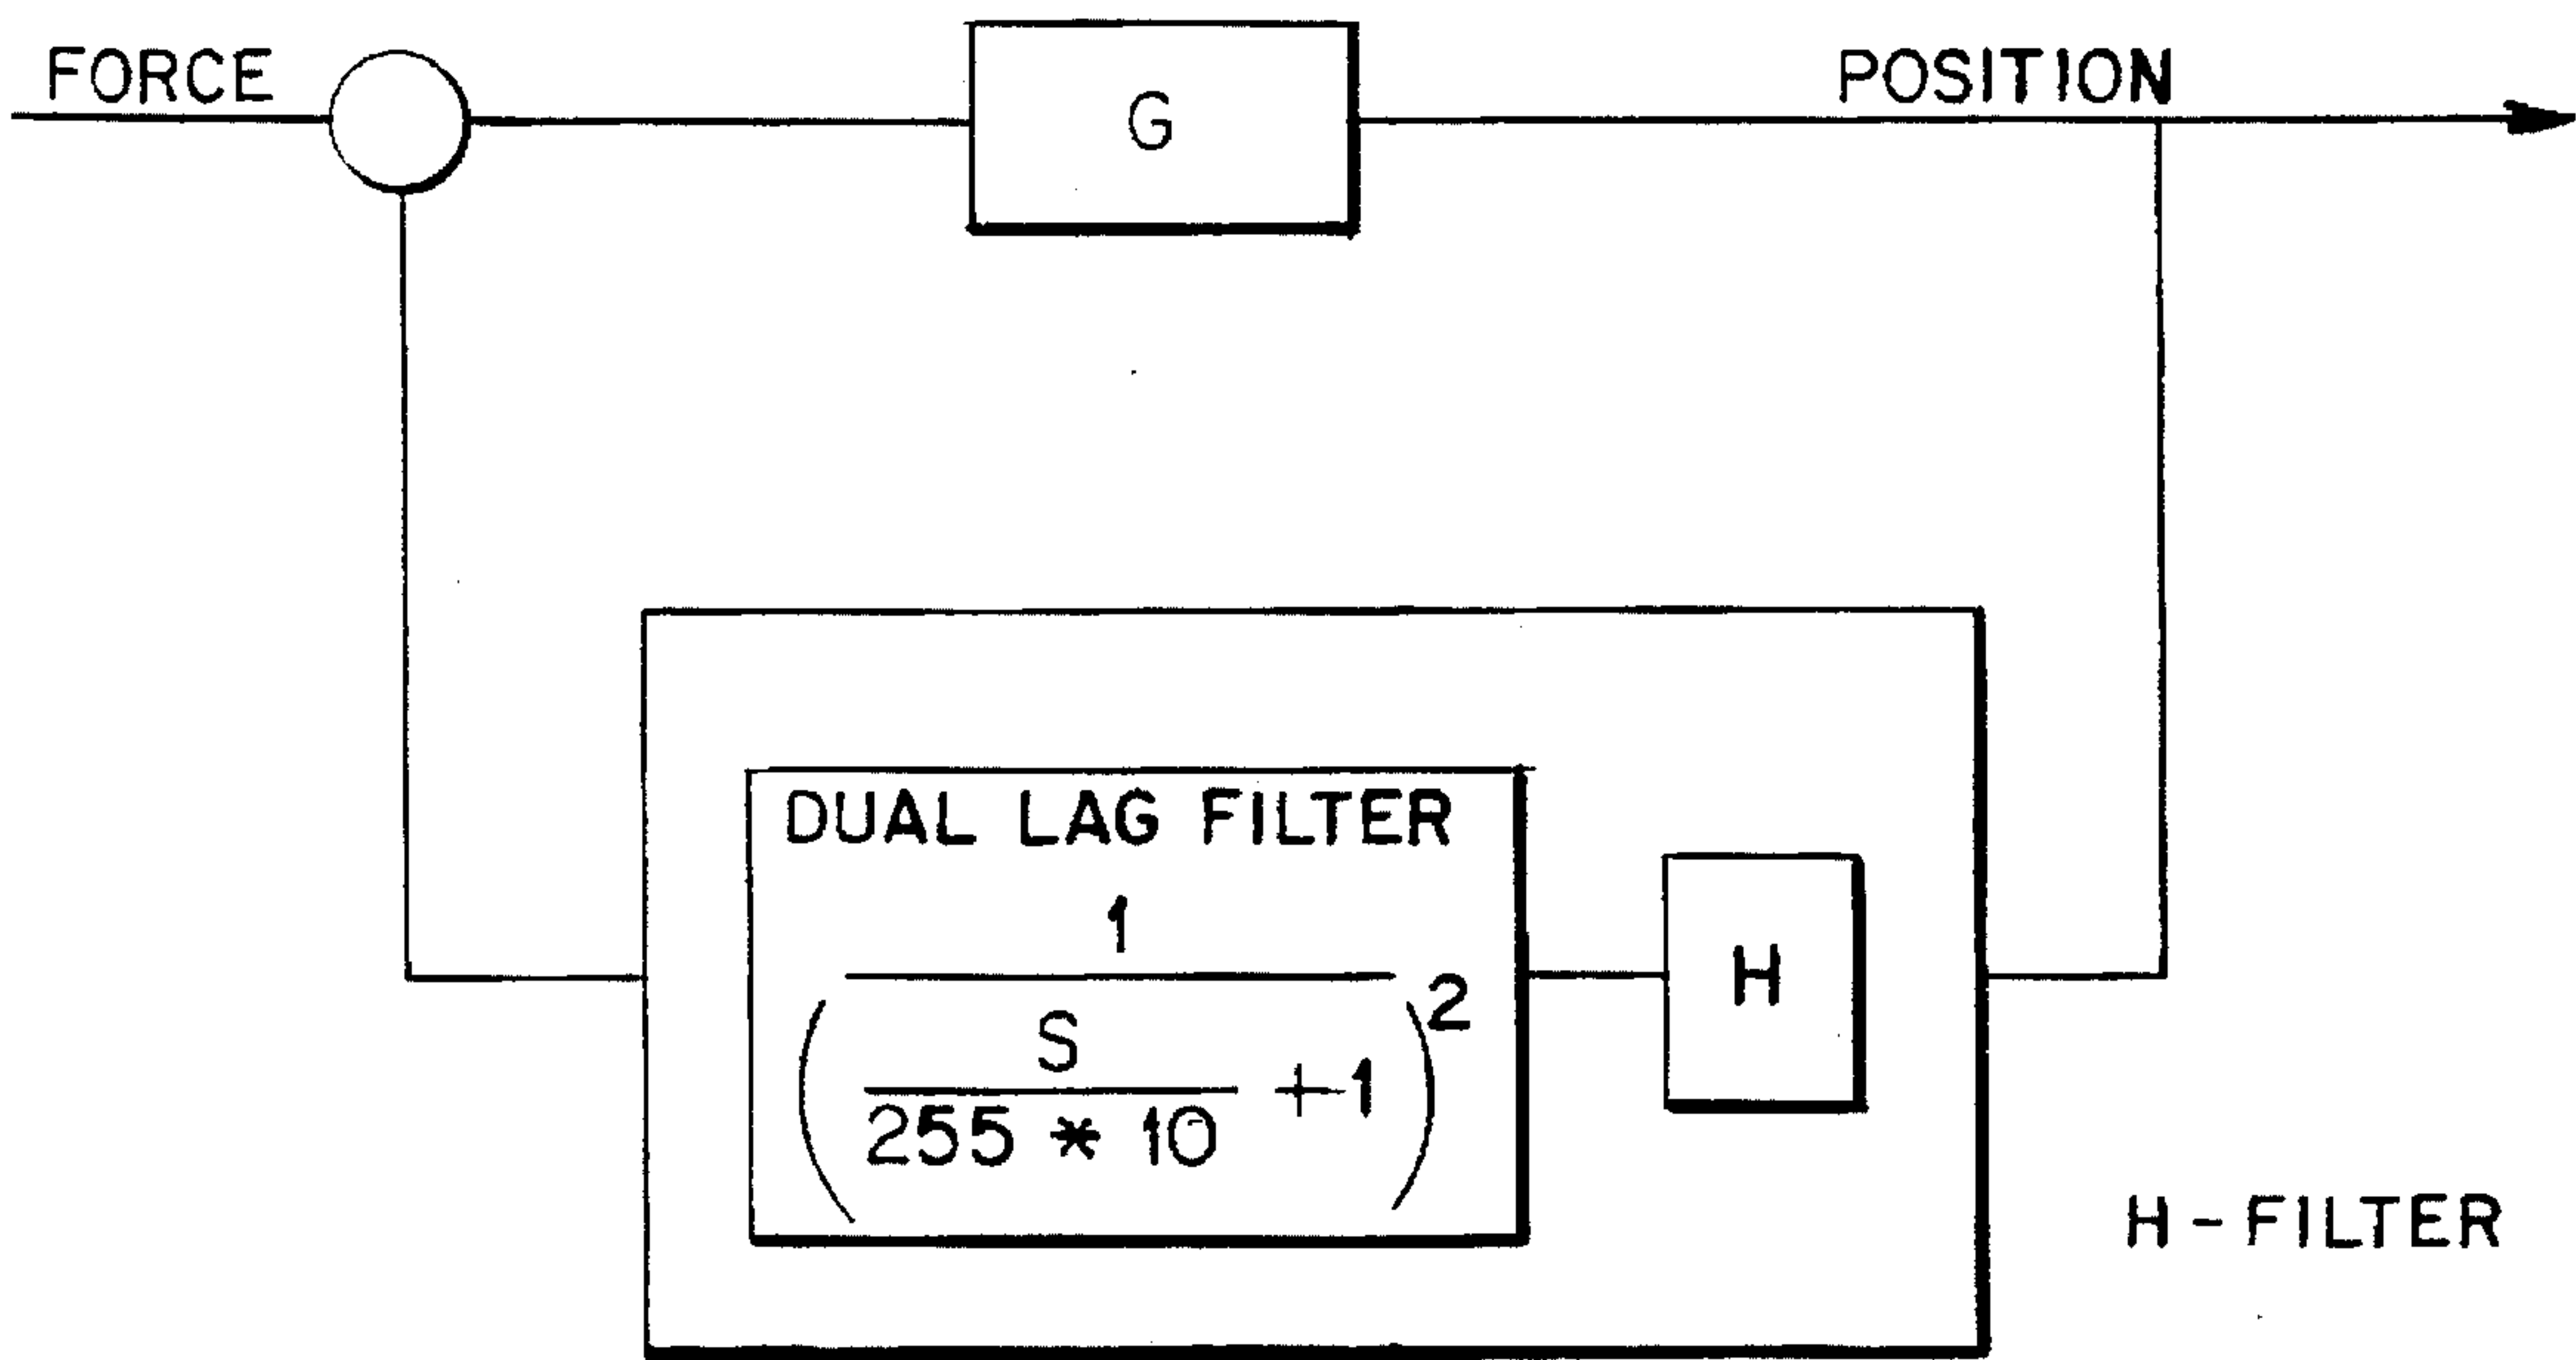 FORCE
G
POSITION
DUAL LAG FILTER
1
S
255 * 10
+1
2
H
H-FILTER